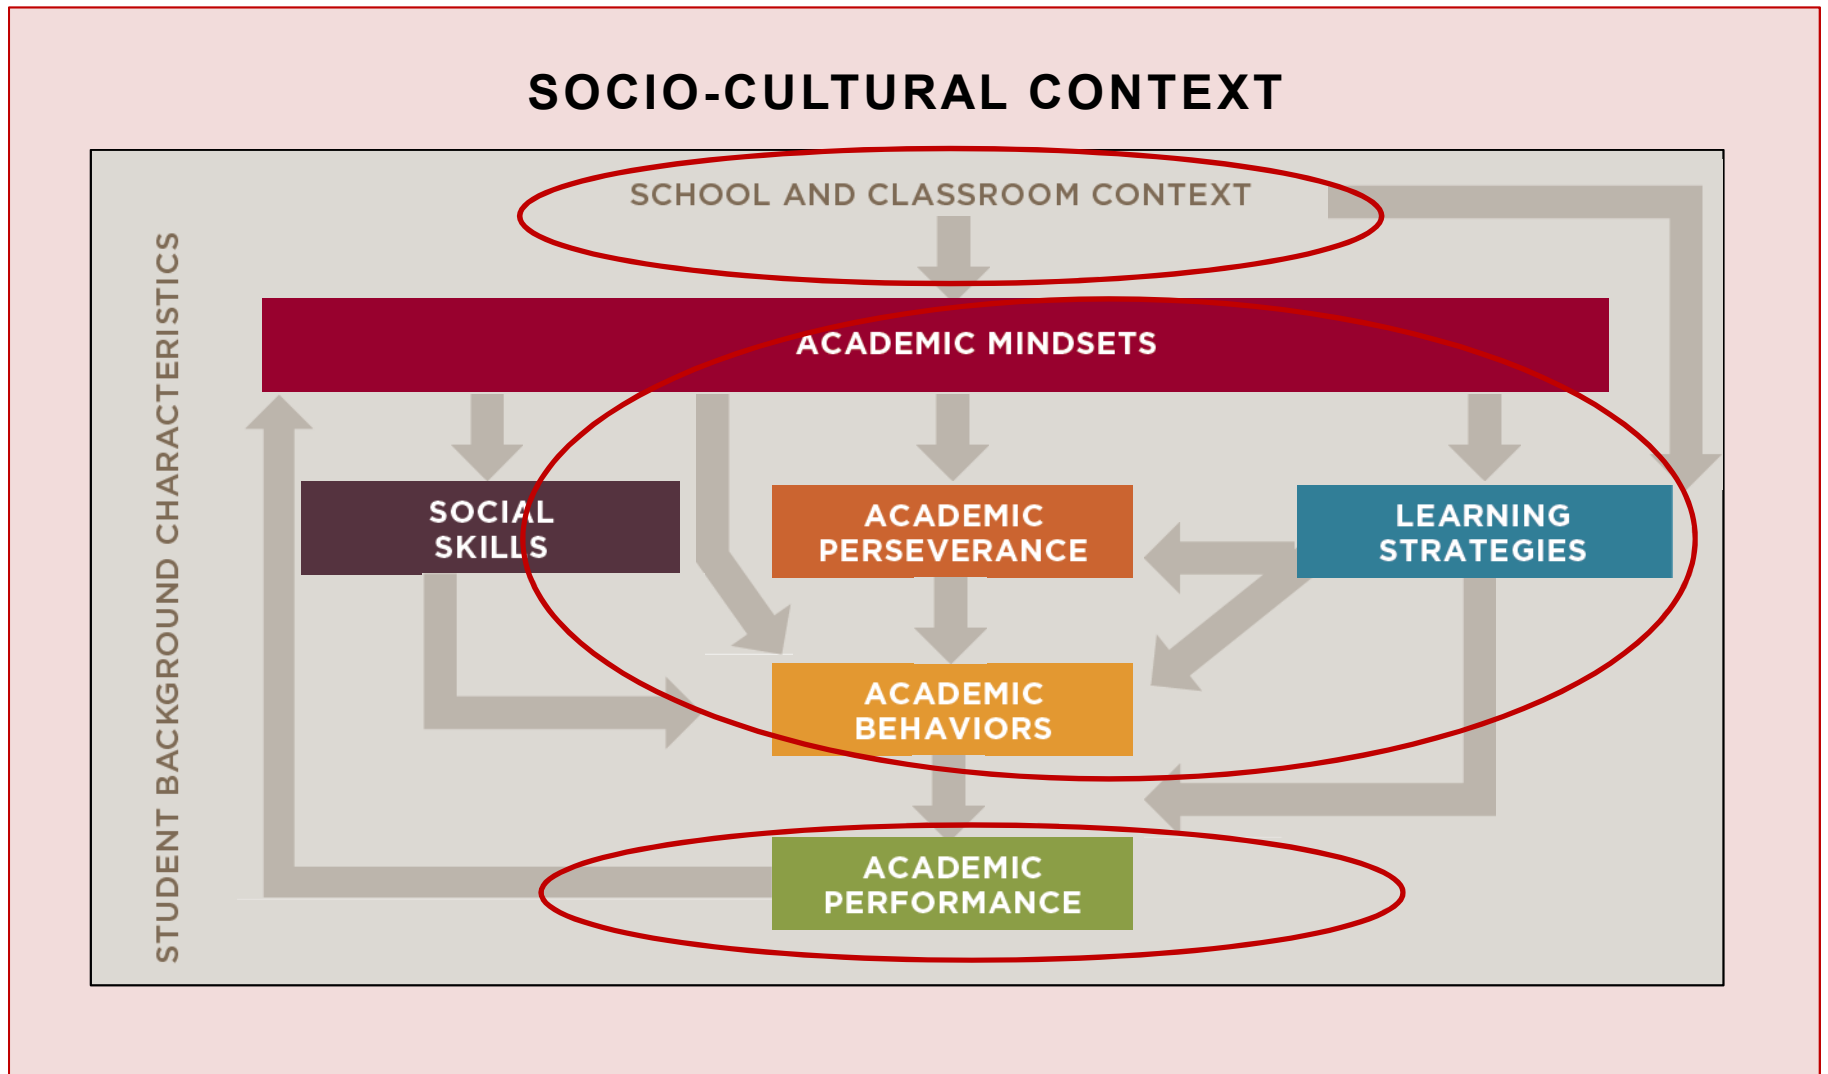 SOCIO-CULTURAL CONTEXT
SCHOOL AND CLASSROOM CONTEXT
STUDENT BACKGROUND CHARACTERISTICS
ACADEMIC MINDSETS
SOCIAL
SKILLS
ACADEMIC
PERSEVERANCE
LEARNING
STRATEGIES
ACADEMIC
BEHAVIORS
ACADEMIC
PERFORMANCE